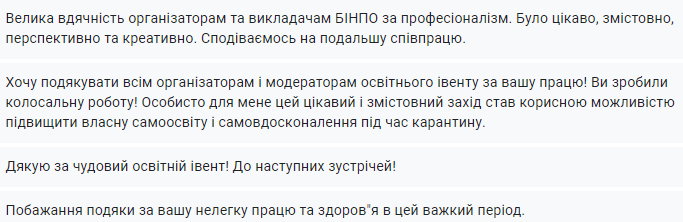 Велика вдячність організаторам та викладачам БІНПО за професіоналізм. Було цікаво, змістовно,
перспективно та креативно. Сподіваємось на подальшу співпрацю.
Хочу подякувати всім організаторам і модераторам освітнього івенту за вашу працю! Ви зробили
колосальну роботу! Особисто для мене цей цікавий і змістовний захід став корисною можливістю
підвищити власну самоосвіту і самовдосконалення під час карантину.
Дякую за чудовий освітній івент! До наступних зустрічей!
Побажання подяки за вашу нелегку працю та здоров"я в цей важкий період.